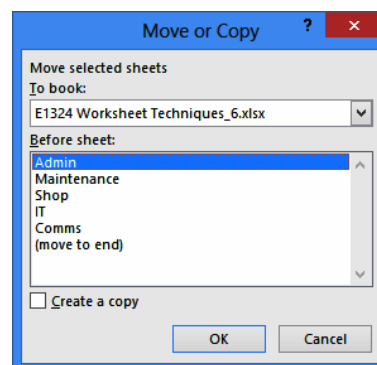 Move or Copy ? ×
Move selected sheets
To book:
E1324 Worksheet Techniques_6.xlsx
Before sheet:
Admin
Maintenance
Shop
IT
Comms
(move to end)
Create a copy
OK Cancel